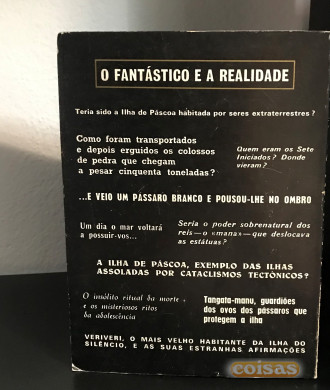 O FANTÁSTICO E A REALIDADE
Teria sido a Ilha de Páscoa habitada por seres extraterrestres?
Como foram transportados
e depois erguidos os colossos
de pedra que chegam
a pesar cinquenta toneladas?
Quem eram os Sete
Iniciados? Donde
vieram?
...E VEIO UM PÁSSARO BRANCO E POUSOU-LHE NO OMBRO
Um dia o mar voltará
a possuir-vos...
Seria o poder sobrenatural dos
reis—o «mana»—que deslocava
as estátuas?
A ILHA DE PÁSCOA, EXEMPLO DAS ILHAS
ASSOLADAS POR CATACLISMOS TECTÓNICOS?
O insólito ritual da morte
e os misteriosos ritos
da adolescência
Tangata-manu, guardiões
dos ovos dos pássaros que
protegem a ilha
VERIVERI, O MAIS VELHO HABITANTE DA ILHA DO
SILÊNCIO, E AS SUAS ESTRANHAS AFIRMAÇÕES
coisas